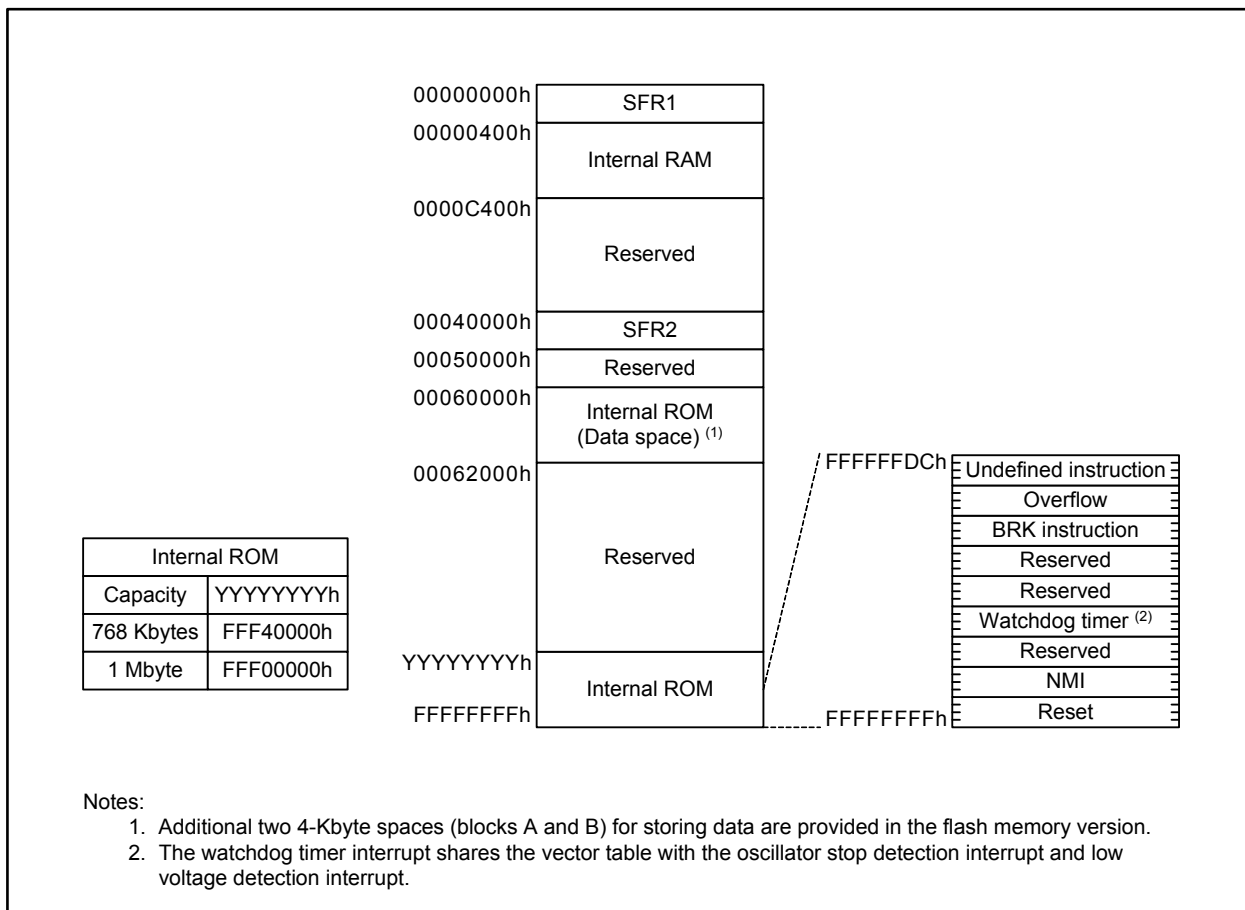 00000000h
SFR1
00000400h
Internal RAM
0000C400h
Reserved
00040000h
SFR2
00050000h
Reserved
00060000h
Internal ROM
(Data space) (1)
00062000h
Reserved
YYYYYYYYh
Internal ROM
FFFFFFFFh
FFFFFFDCh
Undefined instruction
Overflow
BRK instruction
Reserved
Reserved
Watchdog timer (2)
Reserved
NMI
Reset
FFFFFFFFh
Internal ROM
Capacity YYYYYYYYh
768 Kbytes FFF40000h
1 Mbyte FFF00000h
Notes:
1. Additional two 4-Kbyte spaces (blocks A and B) for storing data are provided in the flash memory version.
2. The watchdog timer interrupt shares the vector table with the oscillator stop detection interrupt and low
voltage detection interrupt.